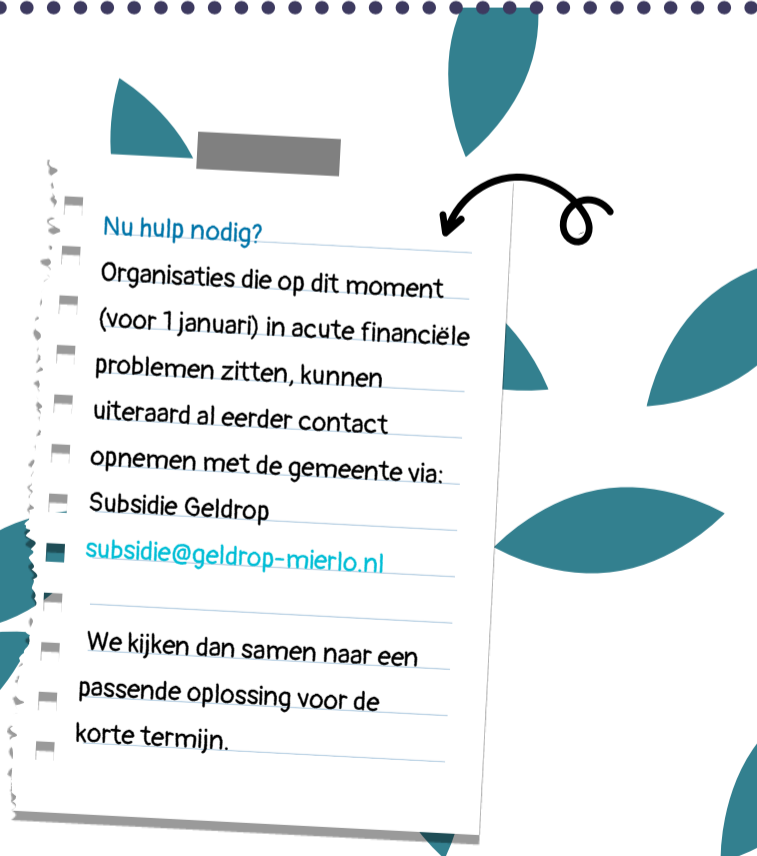 Nu hulp nodig?
Organisaties die op dit moment
(voor 1 januari) in acute financiële
problemen zitten, kunnen
uiteraard al eerder contact
opnemen met de gemeente via:
Subsidie Geldrop
subsidie@geldrop-mierlo.nl
We kijken dan samen naar een
passende oplossing voor de
korte termijn.